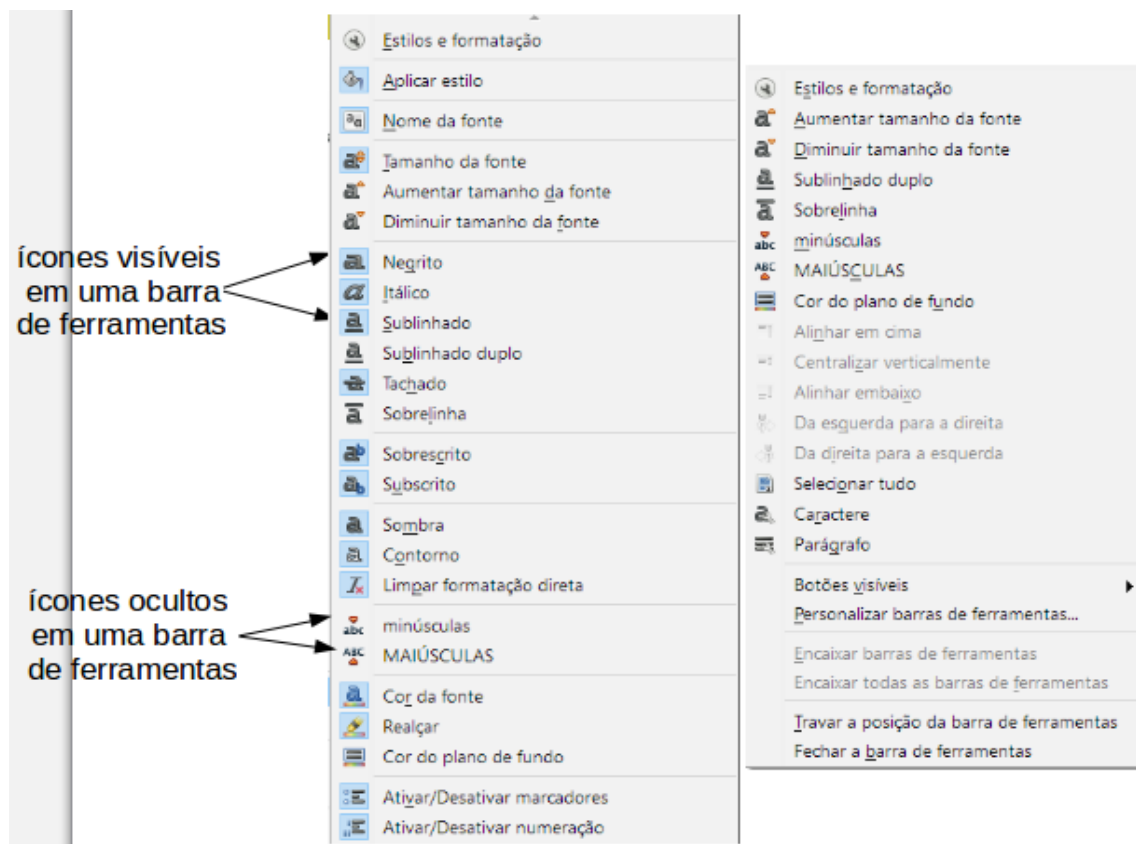 ícones visíveis
em uma barra
de ferramentas
ícones ocultos
em uma barra
de ferramentas
Estilos e formatação
Aplicar estilo
Nome da fonte
Tamanho da fonte
Aumentar tamanho da fonte
Diminuir tamanho da fonte
Negrito
Itálico
Sublinhado
Sublinhado duplo
Tachado
Sobrelinha
Sobrescrito
Subscrito
Sombra
Contorno
Limpar formatação direta
minúsculas
MAIÚSCULAS
Cor da fonte
Realçar
Cor do plano de fundo
Ativar/Desativar marcadores
Ativar/Desativar numeração
Estilos e formatação
Aumentar tamanho da fonte
Diminuir tamanho da fonte
Sublinhado duplo
Sobrelinha
minúsculas
MAIÚSCULAS
Cor do plano de fundo
Alinhar em cima
Centralizar verticalmente
Alinhar embaixo
Da esquerda para a direita
Da direita para a esquerda
Selecionar tudo
Caractere
Parágrafo
Botões visíveis
Personalizar barras de ferramentas...
Encaixar barras de ferramentas
Encaixar todas as barras de ferramentas
Travar a posição da barra de ferramentas
Fechar a barra de ferramentas